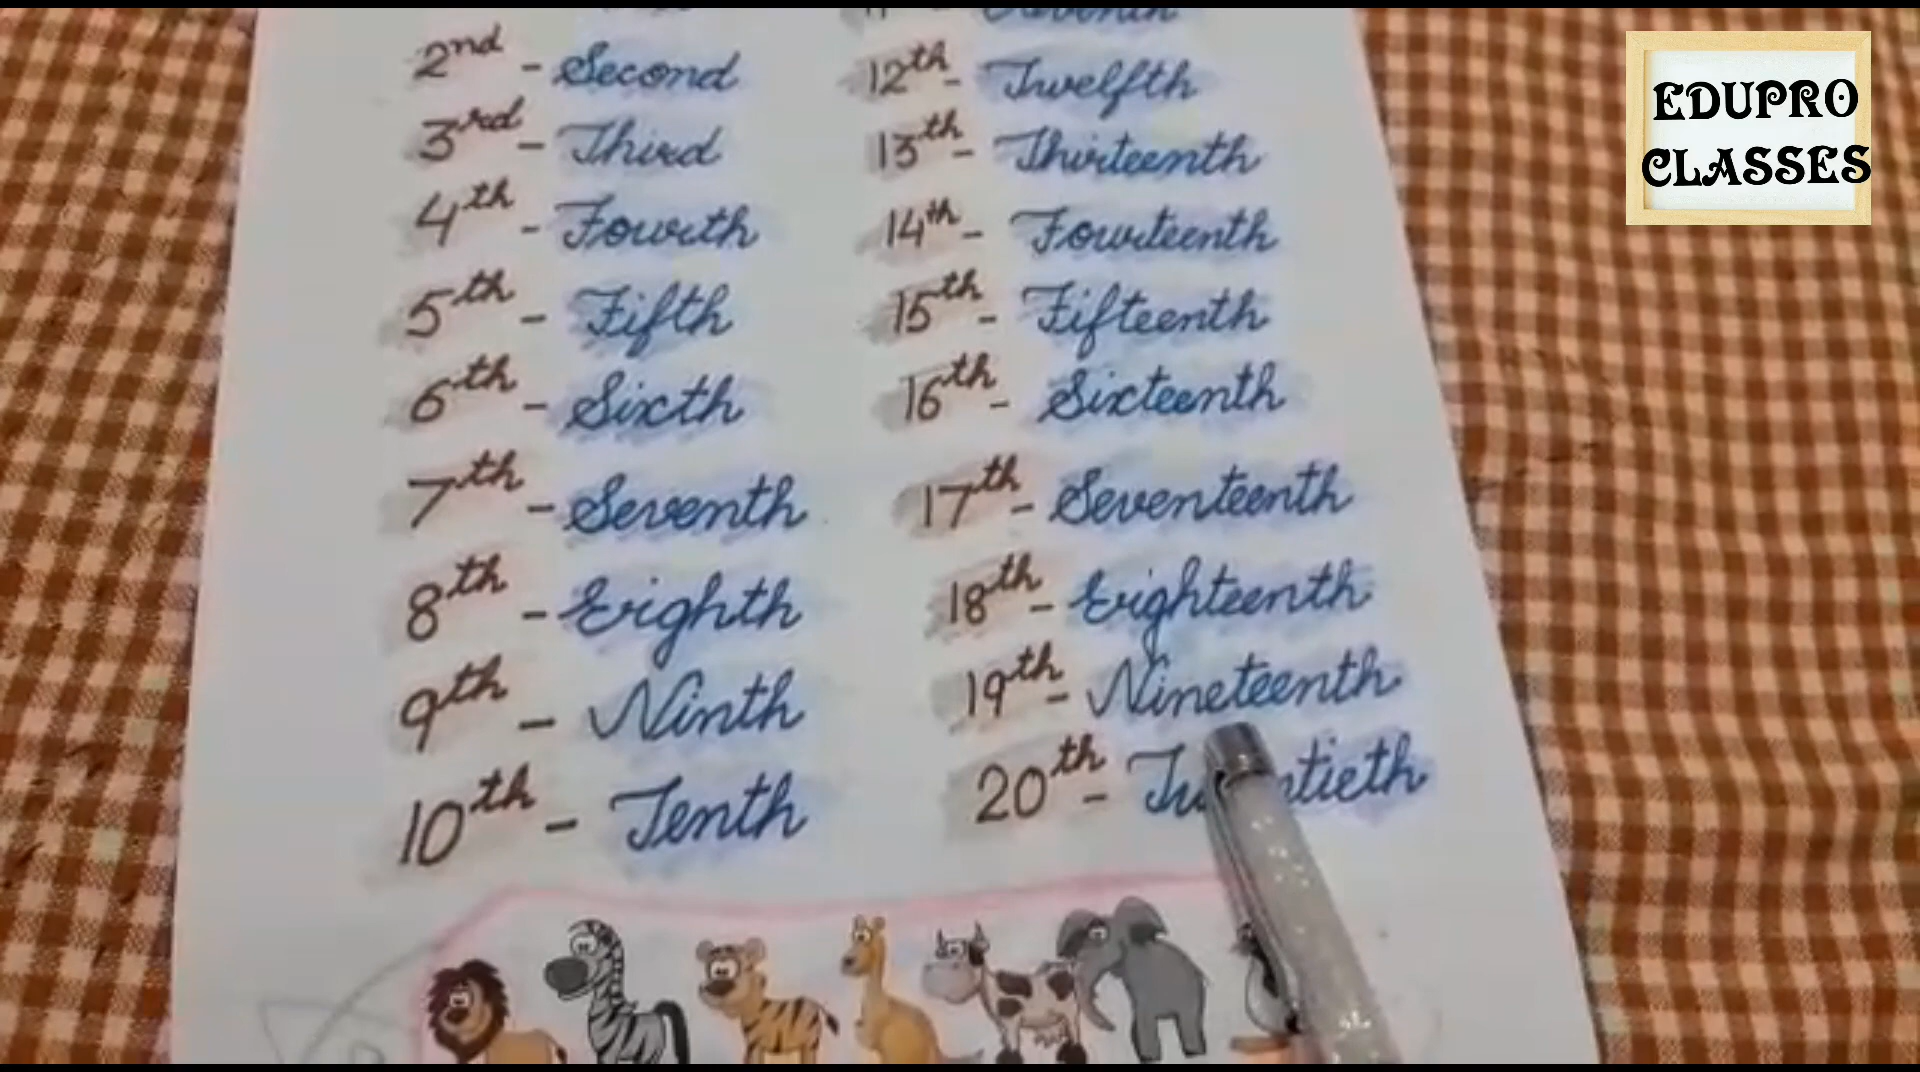 2nd - Second
3rd - Third
4th - Fourth
5th - Fifth
6th - Sixth
7th - Seventh
8th - Eighth
9th - Ninth
10th - Tenth
12th - Twelfth
13th - Thirteenth
14th - Fourteenth
15th - Fifteenth
16th - Sixteenth
17th - Seventeenth
18th - Eighteenth
19th - Nineteenth
20th -
EDUPRO
CLASSES